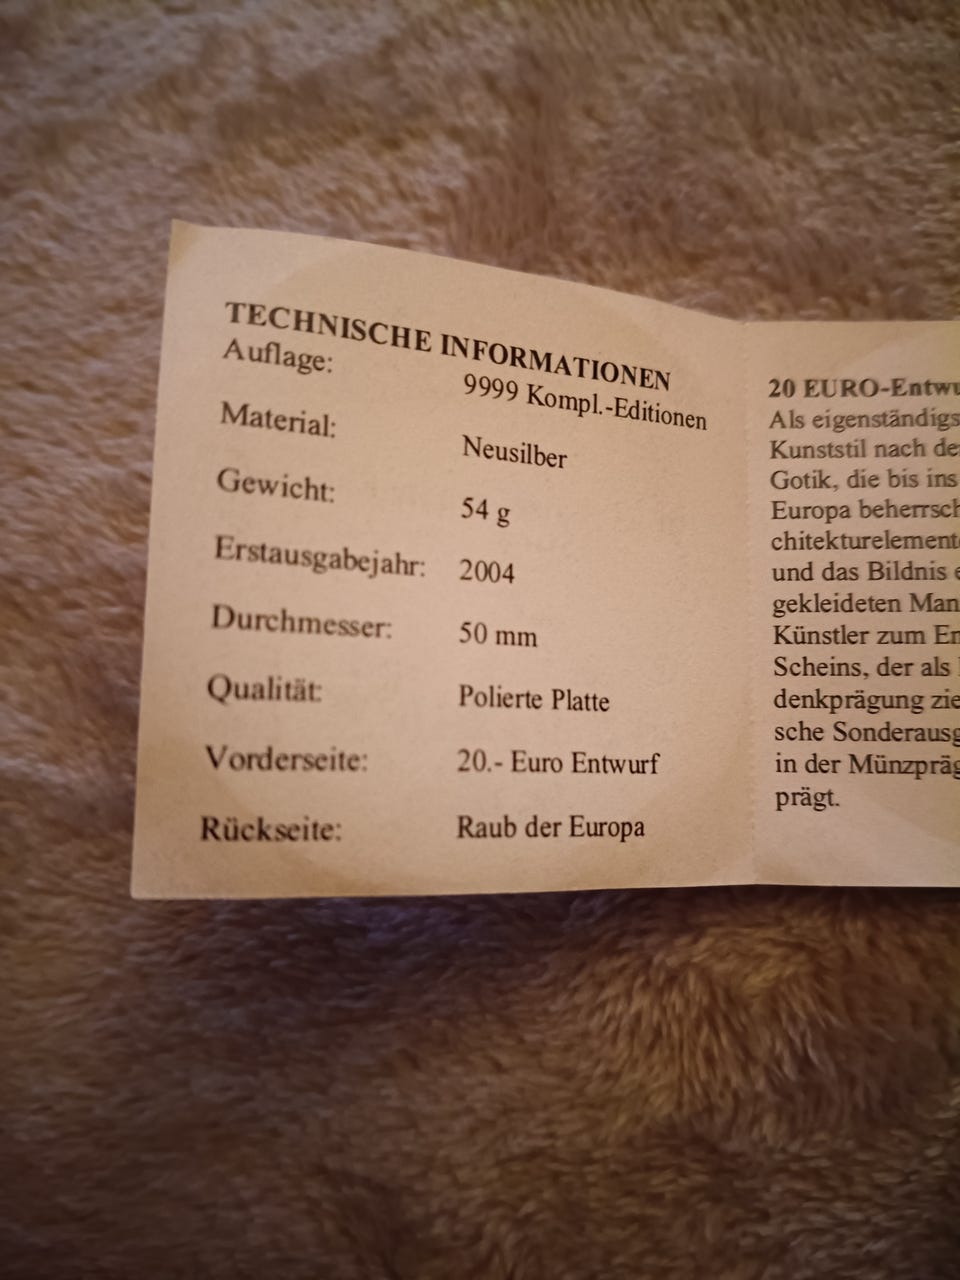 TECHNISCHE INFORMATIONEN
Auflage: 9999 Kompl.-Editionen
Material: Neusilber
Gewicht: 54 g
Erstausgabejahr: 2004
Durchmesser: 50 mm
Qualität: Polierte Platte
Vorderseite: 20.- Euro Entwurf
Rückseite: Raub der Europa
20 EURO-Entwu
Als eigenständigs
Kunststil nach de
Gotik, die bis ins
Europa beherrsch
chitekturelement
und das Bildnis e
gekleideten Man
Künstler zum En
Scheins, der als
denkprägung zie
sche Sonderausg
in der Münzpräg
prägt.